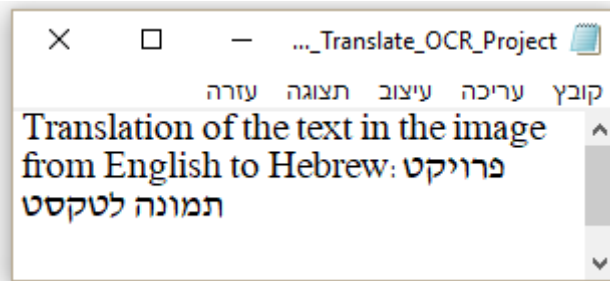 ..._Translate_OCR_Project
קובץ עריכה עיצוב תצוגה עזרה
Translation of the text in the image
from English to Hebrew: פרויקט
תמונה לטקסט